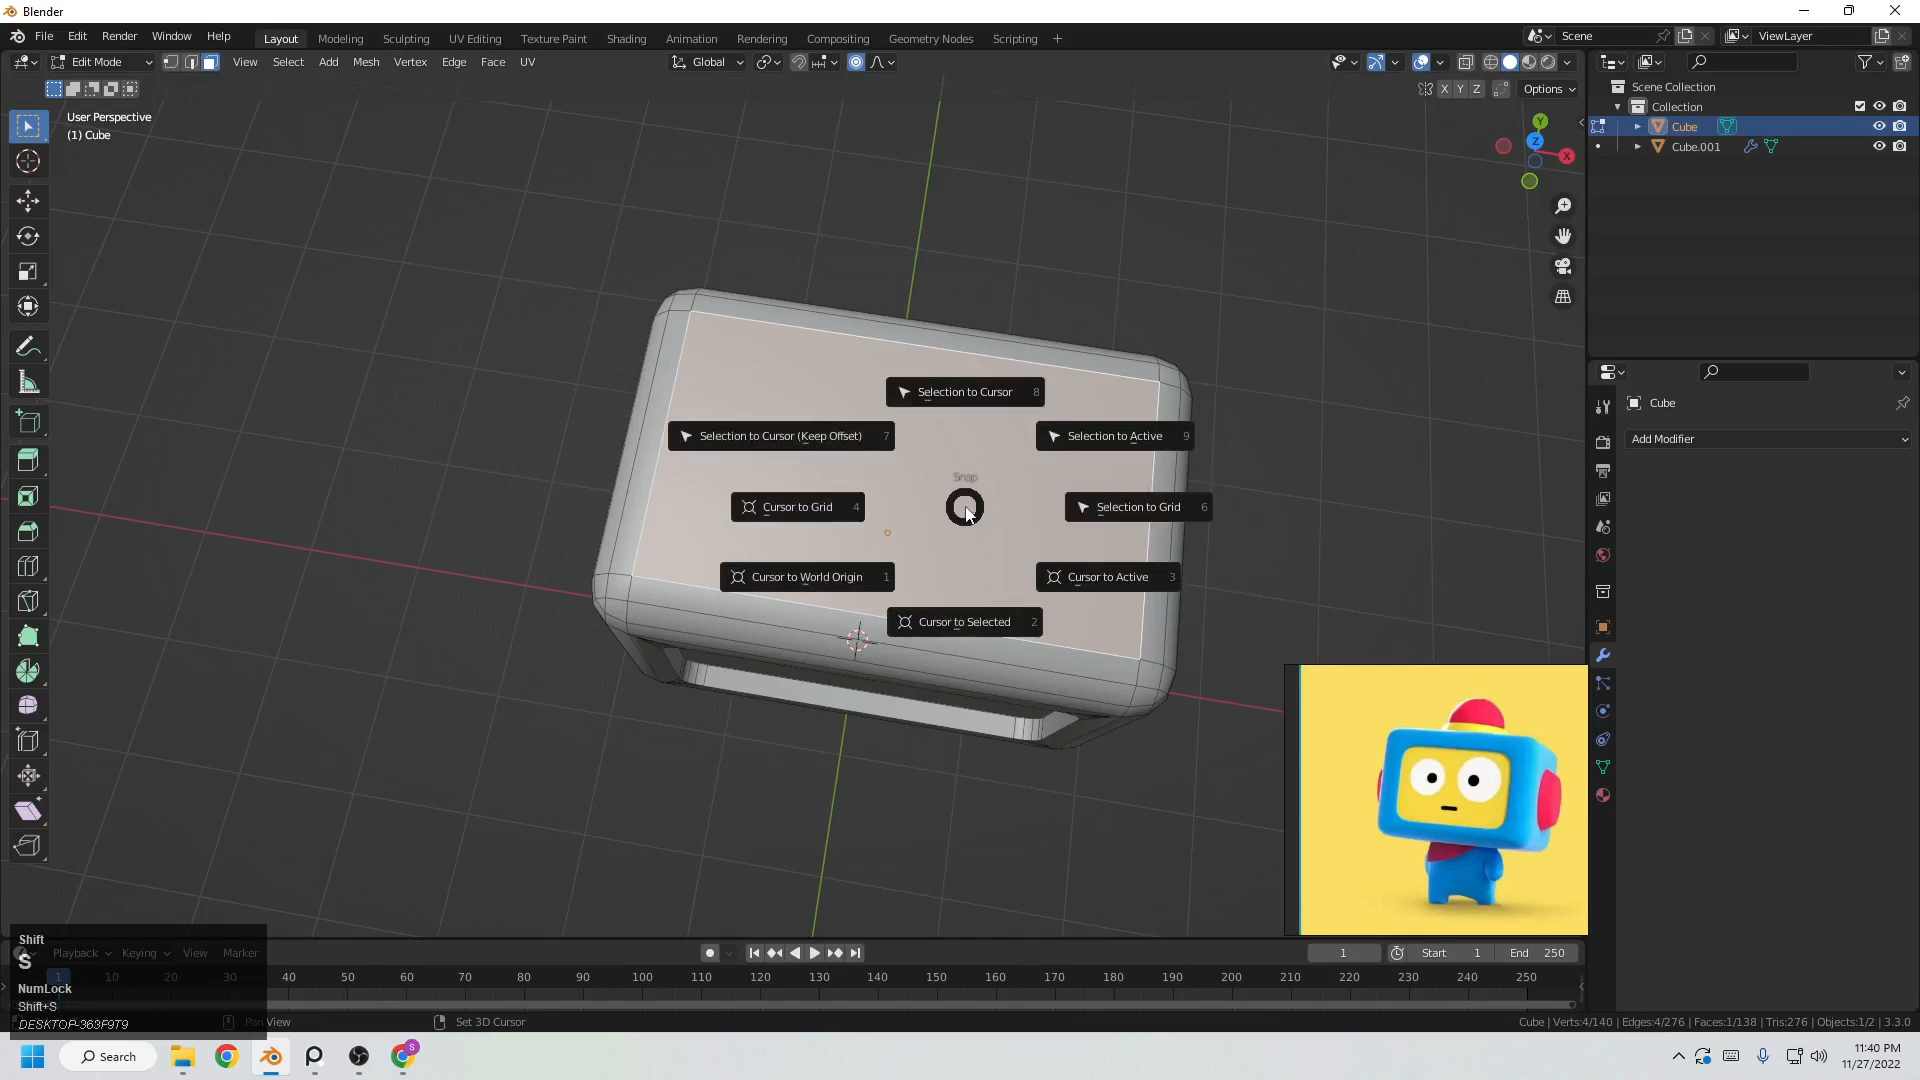 Blender
File Edit Render Window Help
Layout Modeling Sculpting UV Editing Texture Paint Shading Animation Rendering Compositing Geometry Nodes Scripting +
Scene
ViewLayer
Edit Mode
View Select Add Mesh Vertex Edge Face UV
Global
X Y Z
Options
User Perspective
(1) Cube
Y
Z
X
Scene Collection
Collection
Cube
Cube.001
Cube
Add Modifier
Selection to Cursor 8
Selection to Cursor (Keep Offset) 7
Selection to Active 9
Snap
Cursor to Grid 4
Selection to Grid 6
Cursor to World Origin 1
Cursor to Active 3
Cursor to Selected 2
Shift
S
NumLock
Shift+S
DESKTOP-363F9T9
Playback Keying View Marker
1
Start 1
End 250
1 10 20 30 40 50 60 70 80 90 100 110 120 130 140 150 160 170 180 190 200 210 220 230 240 250
Pan View
Set 3D Cursor
Cube | Verts:4/140 | Edges:4/276 | Faces:1/138 | Tris:276 | Objects:1/2 | 3.3.0
Search
S
11:40 PM
11/27/2022